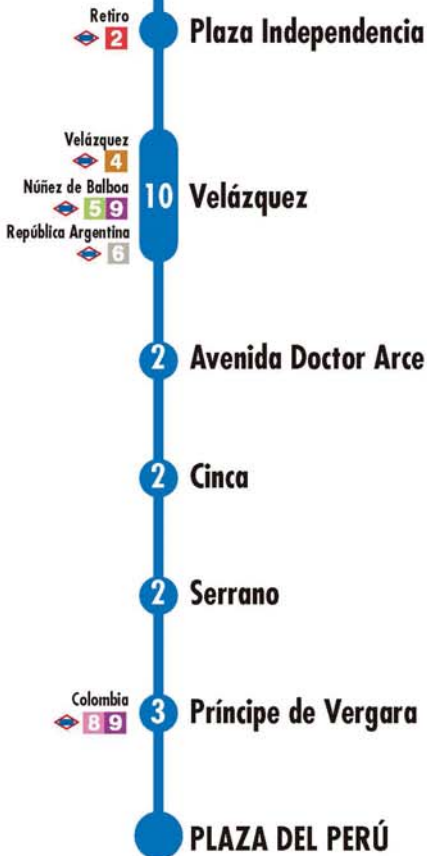 Retiro
2
Plaza Independencia
Velázquez
4
Núñez de Balboa
5 9
República Argentina
6
10 Velázquez
2 Avenida Doctor Arce
2 Cinca
2 Serrano
Colombia
8 9
3 Príncipe de Vergara
PLAZA DEL PERÚ